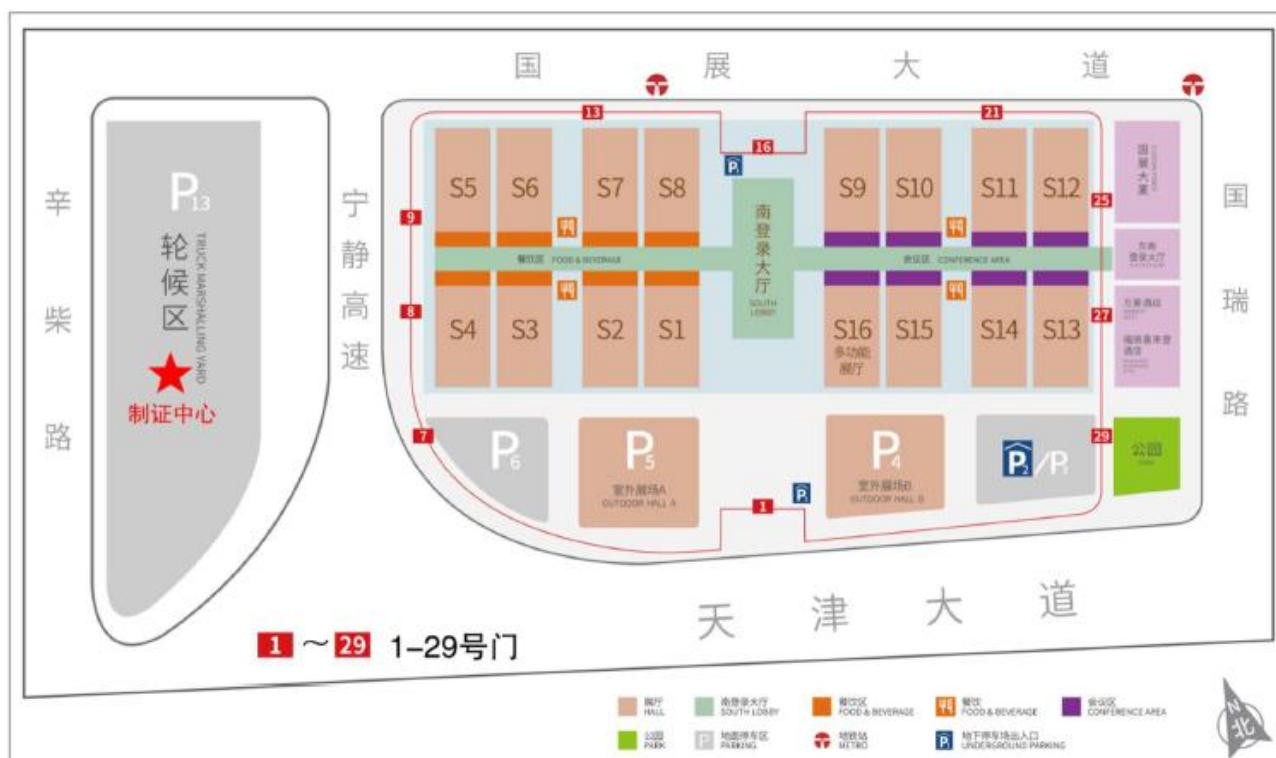 国展大道
辛柴路
宁静高速
国瑞路
天津大道
P13
轮候区
TRUCK MARSHALLING YARD
制证中心
13
16
21
9
8
7
1
25
27
29
S5
S6
S7
S8
S9
S10
S11
S12
P
餐饮区 FOOD & BEVERAGE
南登录大厅
SOUTH LOBBY
会议区 CONFERENCE AREA
S4
S3
S2
S1
S16
多功能
展厅
S15
S14
S13
国展大厦
东南
登录大厅
万豪酒店
酒店
公园
PARK
P6
P5
室外展场A
OUTDOOR HALL A
P
P4
室外展场B
OUTDOOR HALL B
P2/P3
1 ~ 29 1-29号门
展厅
HALL
南登录大厅
SOUTH LOBBY
餐饮区
FOOD & BEVERAGE
餐饮
FOOD & BEVERAGE
会议区
CONFERENCE AREA
公园
PARK
P
地面停车区
PARKING
地铁站
METRO
P
地下停车场出入口
UNDERGROUND PARKING
N
北